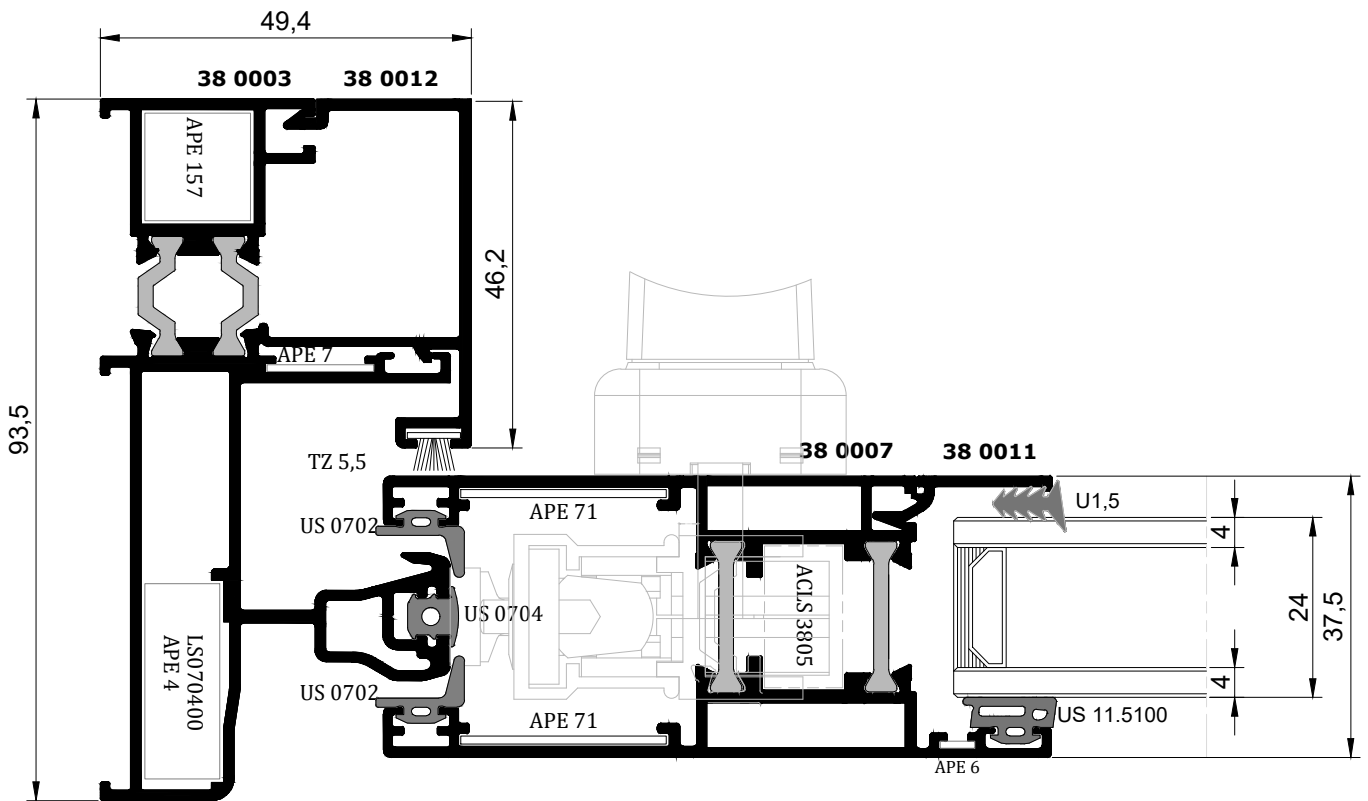 49,4
38 0003
38 0012
APE 157
46,2
93,5
APE 7
TZ 5,5
38 0007
38 0011
US 0702
APE 71
U1,5
4
ACLS 3805
US 0704
24
37,5
LS070400
APE 4
US 0702
4
APE 71
US 11.5100
APE 6